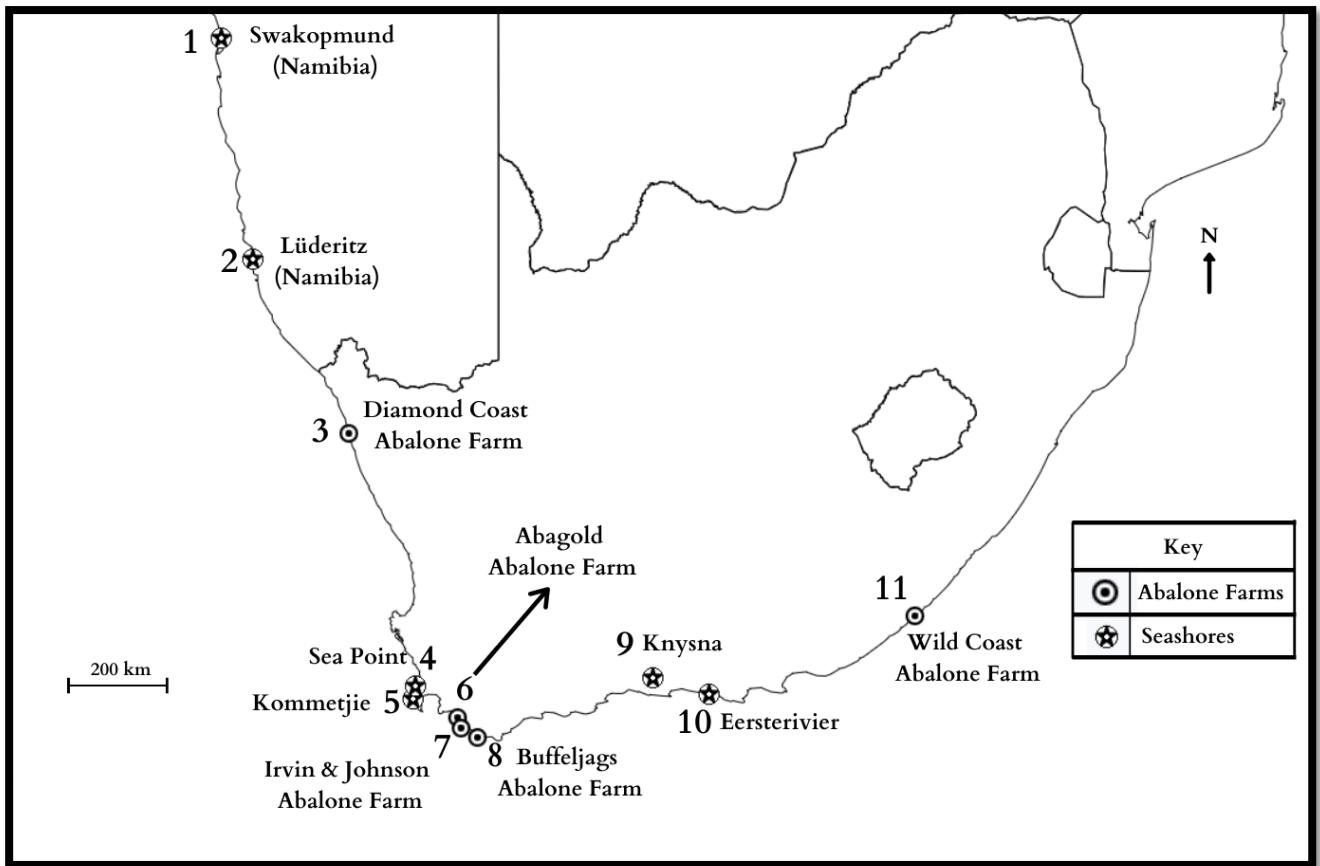 1
Swakopmund
(Namibia)
2
Lüderitz
(Namibia)
N
3
Diamond Coast
Abalone Farm
Abagold
Abalone Farm
Key
Abalone Farms
Seashores
11
Wild Coast
Abalone Farm
9 Knysna
Sea Point 4
200 km
6
Kommetjie 5
10 Eersterivier
7
8 Buffeljags
Abalone Farm
Irvin & Johnson
Abalone Farm